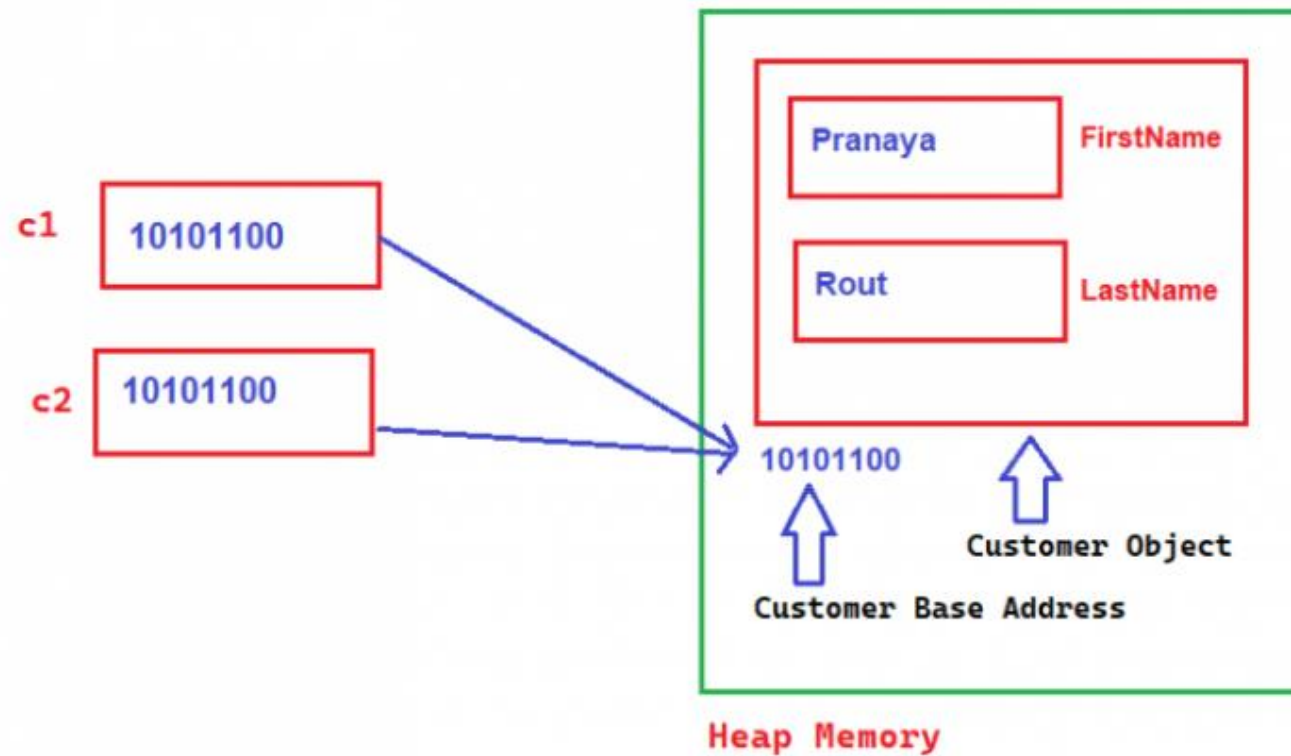 Pranaya FirstName
c1 10101100
Rout LastName
c2 10101100
10101100
Customer Object
Customer Base Address
Heap Memory